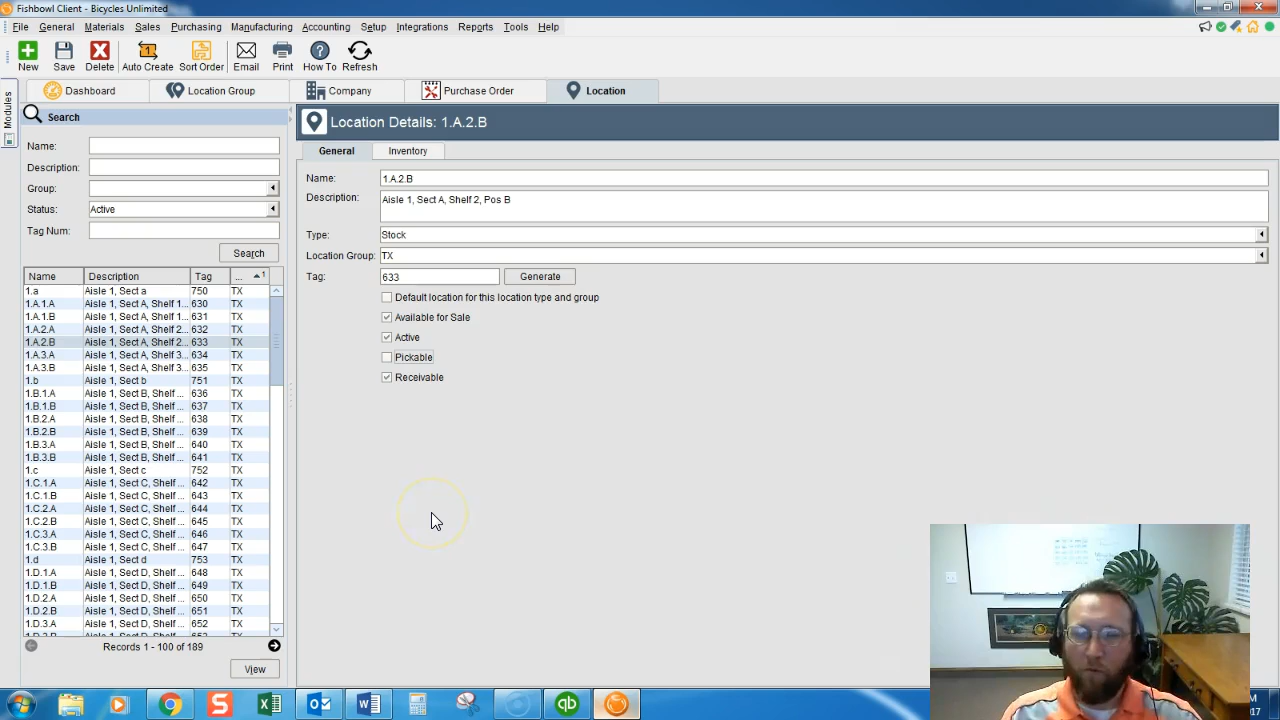 Fishbowl Client - Bicycles Unlimited
File General Materials Sales Purchasing Manufacturing Accounting Setup Integrations Reports Tools Help
New Save Delete Auto Create Sort Order Email Print How To Refresh
Modules
Dashboard Location Group Company Purchase Order Location
Search
Name:
Description:
Group:
Status: Active
Tag Num:
Search
Name Description Tag ... 1
1.a Aisle 1, Sect a 750 TX
1.A.1.A Aisle 1, Sect A, Shelf 1... 630 TX
1.A.1.B Aisle 1, Sect A, Shelf 1... 631 TX
1.A.2.A Aisle 1, Sect A, Shelf 2... 632 TX
1.A.2.B Aisle 1, Sect A, Shelf 2... 633 TX
1.A.3.A Aisle 1, Sect A, Shelf 3... 634 TX
1.A.3.B Aisle 1, Sect A, Shelf 3... 635 TX
1.b Aisle 1, Sect b 751 TX
1.B.1.A Aisle 1, Sect B, Shelf ... 636 TX
1.B.1.B Aisle 1, Sect B, Shelf ... 637 TX
1.B.2.A Aisle 1, Sect B, Shelf ... 638 TX
1.B.2.B Aisle 1, Sect B, Shelf ... 639 TX
1.B.3.A Aisle 1, Sect B, Shelf ... 640 TX
1.B.3.B Aisle 1, Sect B, Shelf ... 641 TX
1.c Aisle 1, Sect c 752 TX
1.C.1.A Aisle 1, Sect C, Shelf ... 642 TX
1.C.1.B Aisle 1, Sect C, Shelf ... 643 TX
1.C.2.A Aisle 1, Sect C, Shelf ... 644 TX
1.C.2.B Aisle 1, Sect C, Shelf ... 645 TX
1.C.3.A Aisle 1, Sect C, Shelf ... 646 TX
1.C.3.B Aisle 1, Sect C, Shelf ... 647 TX
1.d Aisle 1, Sect d 753 TX
1.D.1.A Aisle 1, Sect D, Shelf ... 648 TX
1.D.1.B Aisle 1, Sect D, Shelf ... 649 TX
1.D.2.A Aisle 1, Sect D, Shelf ... 650 TX
1.D.2.B Aisle 1, Sect D, Shelf ... 651 TX
1.D.3.A Aisle 1, Sect D, Shelf ... 652 TX
Records 1 - 100 of 189
View
Location Details: 1.A.2.B
General Inventory
Name: 1.A.2.B
Description: Aisle 1, Sect A, Shelf 2, Pos B
Type: Stock
Location Group: TX
Tag: 633 Generate
Default location for this location type and group
Available for Sale
Active
Pickable
Receivable